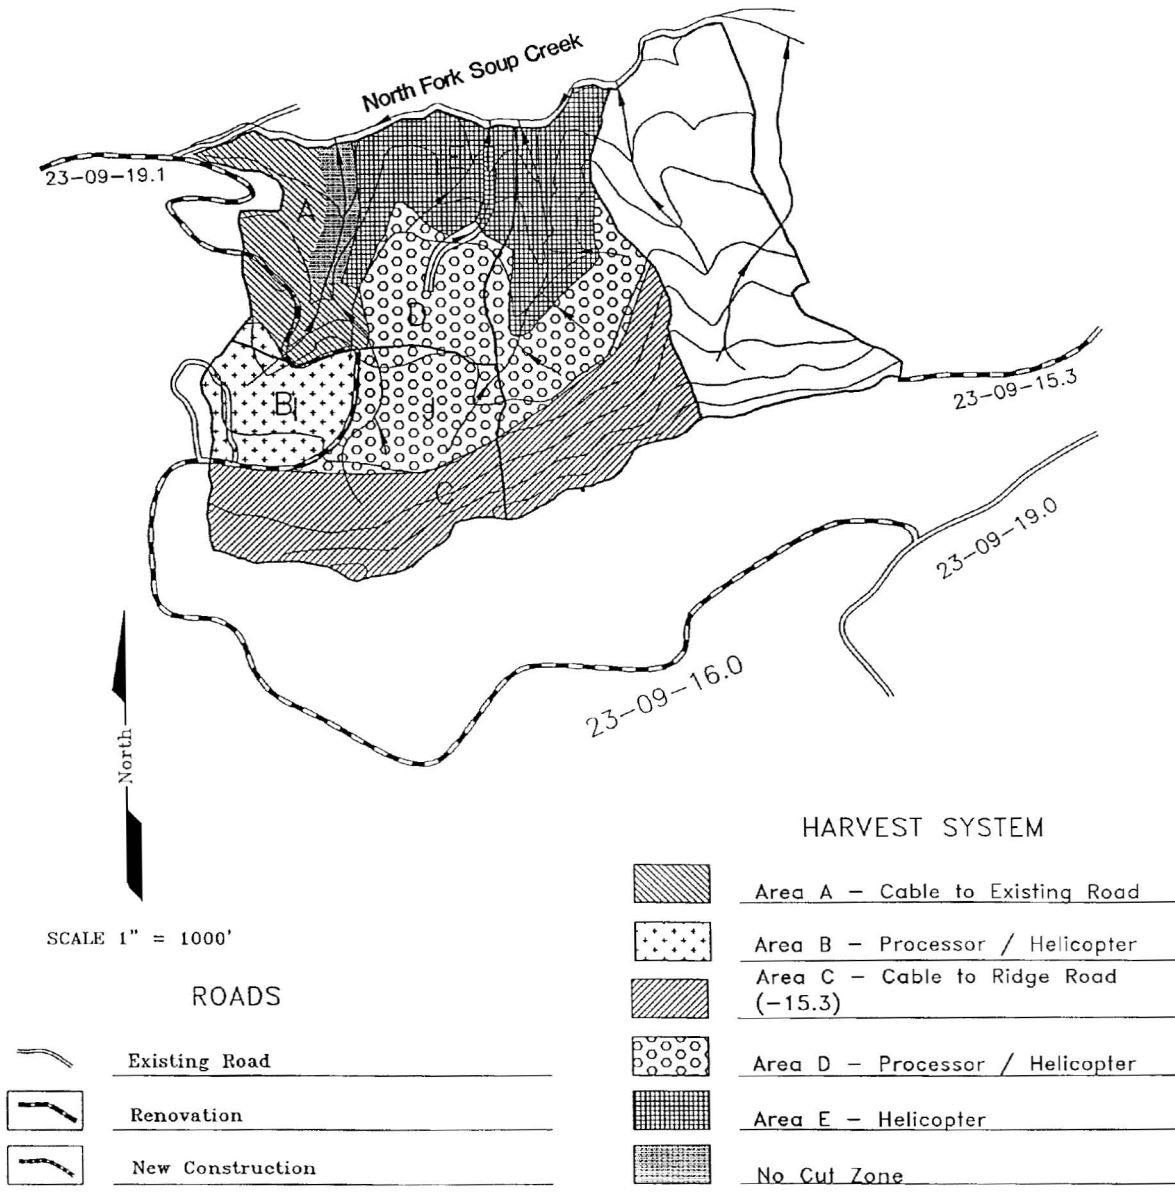 North Fork Soup Creek
23-09-19.1
A
E
D
B
C
23-09-15.3
23-09-19.0
23-09-16.0
North
SCALE 1" = 1000'
ROADS
Existing Road
Renovation
New Construction
HARVEST SYSTEM
Area A - Cable to Existing Road
Area B - Processor / Helicopter
Area C - Cable to Ridge Road
(-15.3)
Area D - Processor / Helicopter
Area E - Helicopter
No Cut Zone